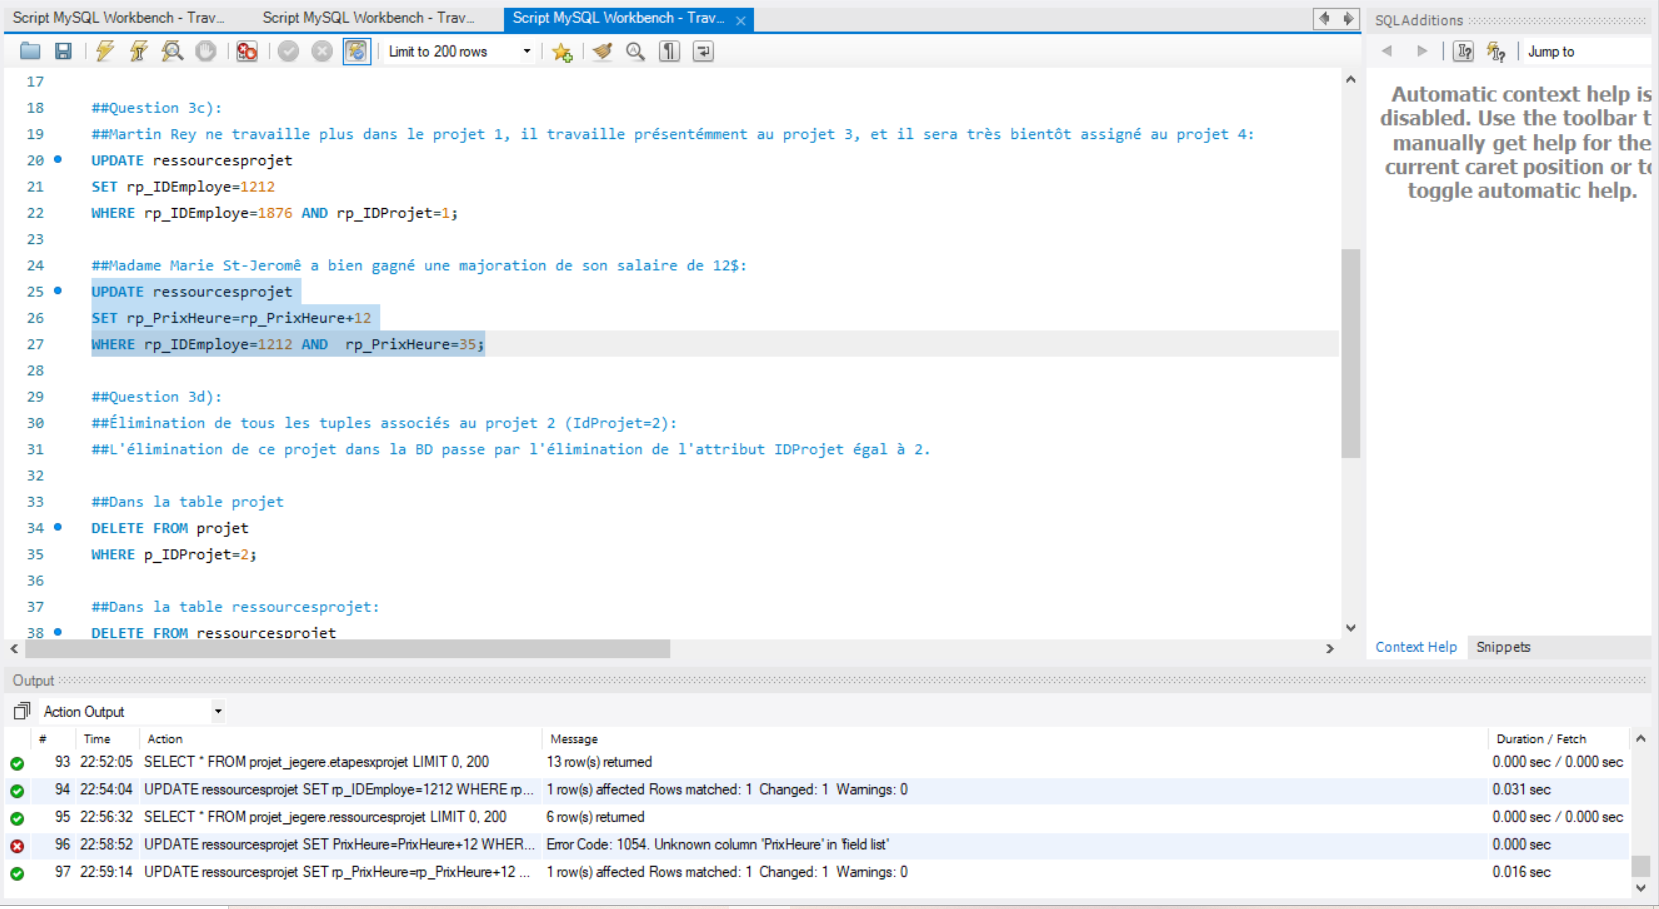 Script MySQL Workbench - Trav...
Script MySQL Workbench - Trav...
Script MySQL Workbench - Trav... ×
SQLAdditions
Limit to 200 rows
Jump to
17
18 ##Question 3c):
19 ##Martin Rey ne travaille plus dans le projet 1, il travaille présentémment au projet 3, et il sera très bientôt assigné au projet 4:
20 UPDATE ressourcesprojet
21 SET rp_IDEmploye=1212
22 WHERE rp_IDEmploye=1876 AND rp_IDProjet=1;
23
24 ##Madame Marie St-Jeromê a bien gagné une majoration de son salaire de 12$:
25 UPDATE ressourcesprojet
26 SET rp_PrixHeure=rp_PrixHeure+12
27 WHERE rp_IDEmploye=1212 AND  rp_PrixHeure=35;
28
29 ##Question 3d):
30 ##Élimination de tous les tuples associés au projet 2 (IdProjet=2):
31 ##L'élimination de ce projet dans la BD passe par l'élimination de l'attribut IDProjet égal à 2.
32
33 ##Dans la table projet
34 DELETE FROM projet
35 WHERE p_IDProjet=2;
36
37 ##Dans la table ressourcesprojet:
38 DELETE FROM ressourcesprojet
Automatic context help is
disabled. Use the toolbar t
manually get help for the
current caret position or to
toggle automatic help.
Context Help
Snippets
Output
Action Output
# Time Action Message Duration / Fetch
93 22:52:05 SELECT * FROM projet_jegere.etapesxprojet LIMIT 0, 200 13 row(s) returned 0.000 sec / 0.000 sec
94 22:54:04 UPDATE ressourcesprojet SET rp_IDEmploye=1212 WHERE rp... 1 row(s) affected Rows matched: 1  Changed: 1  Warnings: 0 0.031 sec
95 22:56:32 SELECT * FROM projet_jegere.ressourcesprojet LIMIT 0, 200 6 row(s) returned 0.000 sec / 0.000 sec
96 22:58:52 UPDATE ressourcesprojet SET PrixHeure=PrixHeure+12 WHER... Error Code: 1054. Unknown column 'PrixHeure' in 'field list' 0.000 sec
97 22:59:14 UPDATE ressourcesprojet SET rp_PrixHeure=rp_PrixHeure+12 ... 1 row(s) affected Rows matched: 1  Changed: 1  Warnings: 0 0.016 sec